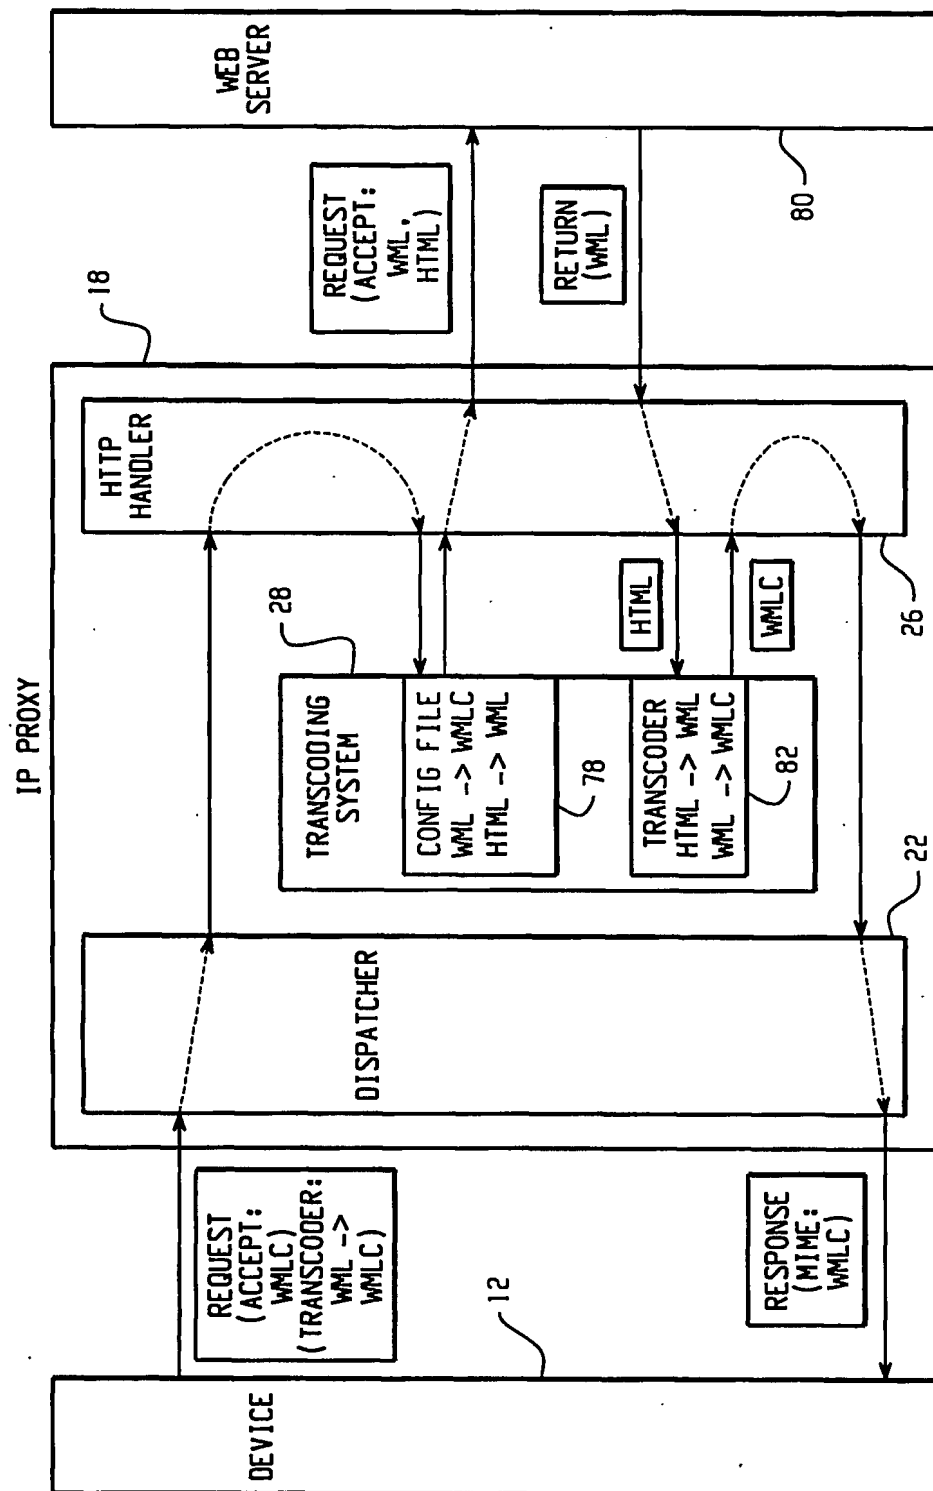 IP PROXY
DEVICE
12
REQUEST
(ACCEPT:
WMLC)
(TRANSCODER:
WML ->
WMLC)
RESPONSE
(MIME:
WMLC)
DISPATCHER
22
TRANSCODING
SYSTEM
28
CONFIG FILE
WML -> WMLC
HTML -> WML
78
TRANSCODER
HTML -> WML
WML -> WMLC
82
HTML
WMLC
HTTP
HANDLER
26
18
REQUEST
(ACCEPT:
WML,
HTML)
RETURN
(WML)
WEB
SERVER
80